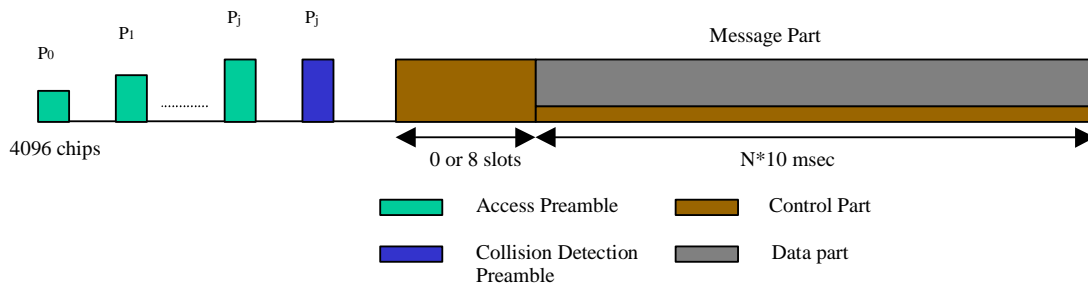 P0
P1
Pj
Pj
Message Part
4096 chips
0 or 8 slots
N*10 msec
Access Preamble
Control Part
Collision Detection
Preamble
Data part